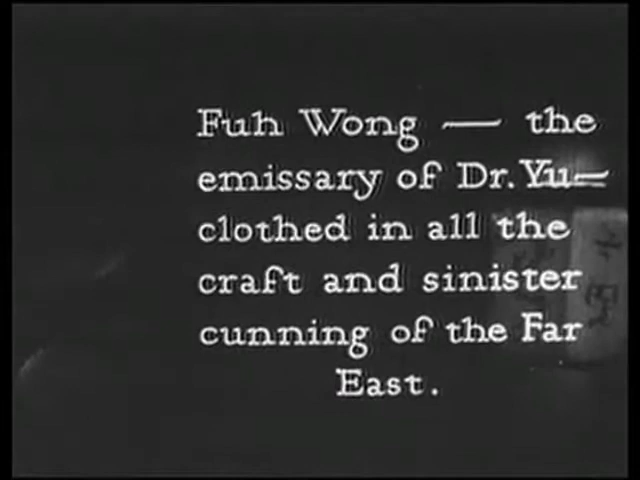 Fuh Wong — the
emissary of Dr. Yu—
clothed in all the
craft and sinister
cunning of the Far
East.